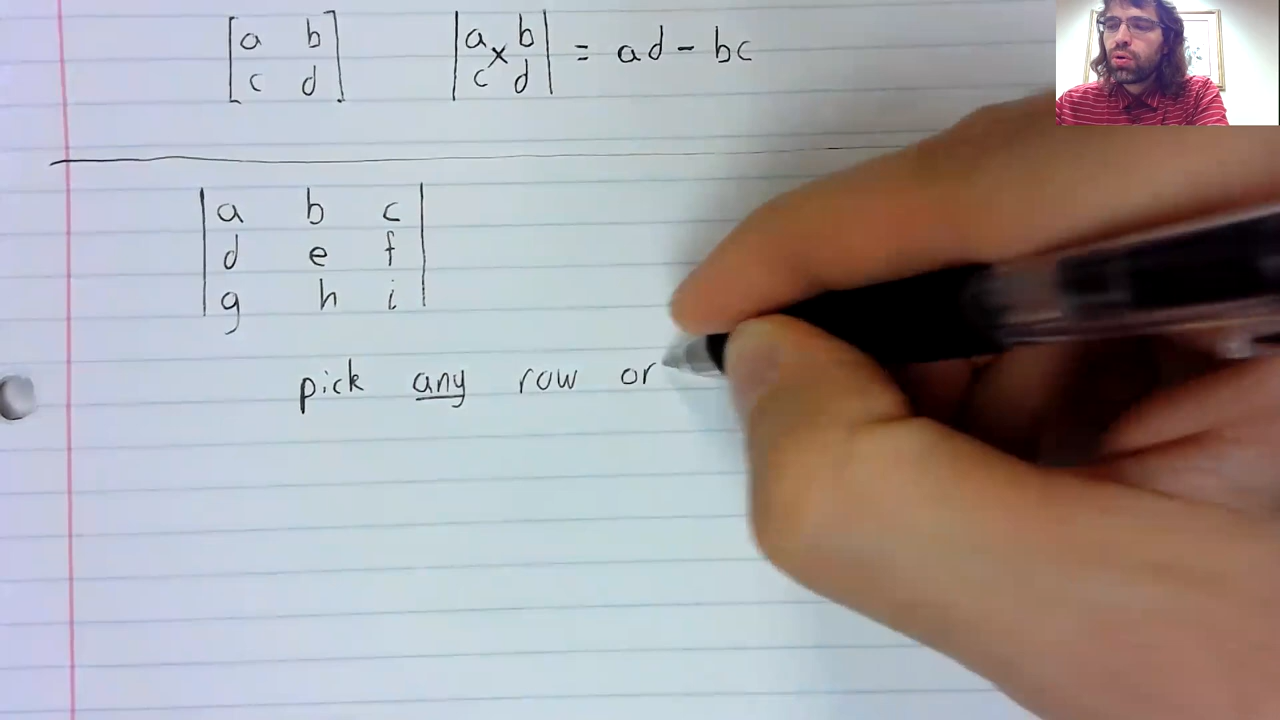 a b |a b| = ad - bc
c d |c d|
|a b c|
|d e f|
|g h i|
pick any row or